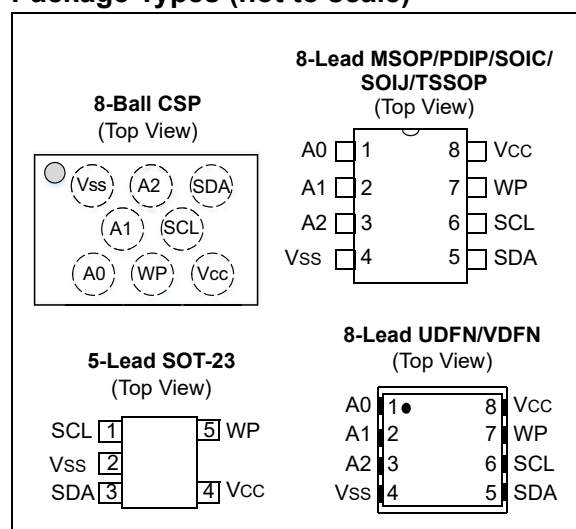 Package Types (not to scale)
8-Ball CSP
(Top View)
Vss A2 SDA
A1 SCL
A0 WP Vcc
8-Lead MSOP/PDIP/SOIC/
SOIJ/TSSOP
(Top View)
A0 1 8 VCC
A1 2 7 WP
A2 3 6 SCL
VSS 4 5 SDA
5-Lead SOT-23
(Top View)
SCL 1 5 WP
VSS 2
SDA 3 4 VCC
8-Lead UDFN/VDFN
(Top View)
A0 1 8 VCC
A1 2 7 WP
A2 3 6 SCL
VSS 4 5 SDA